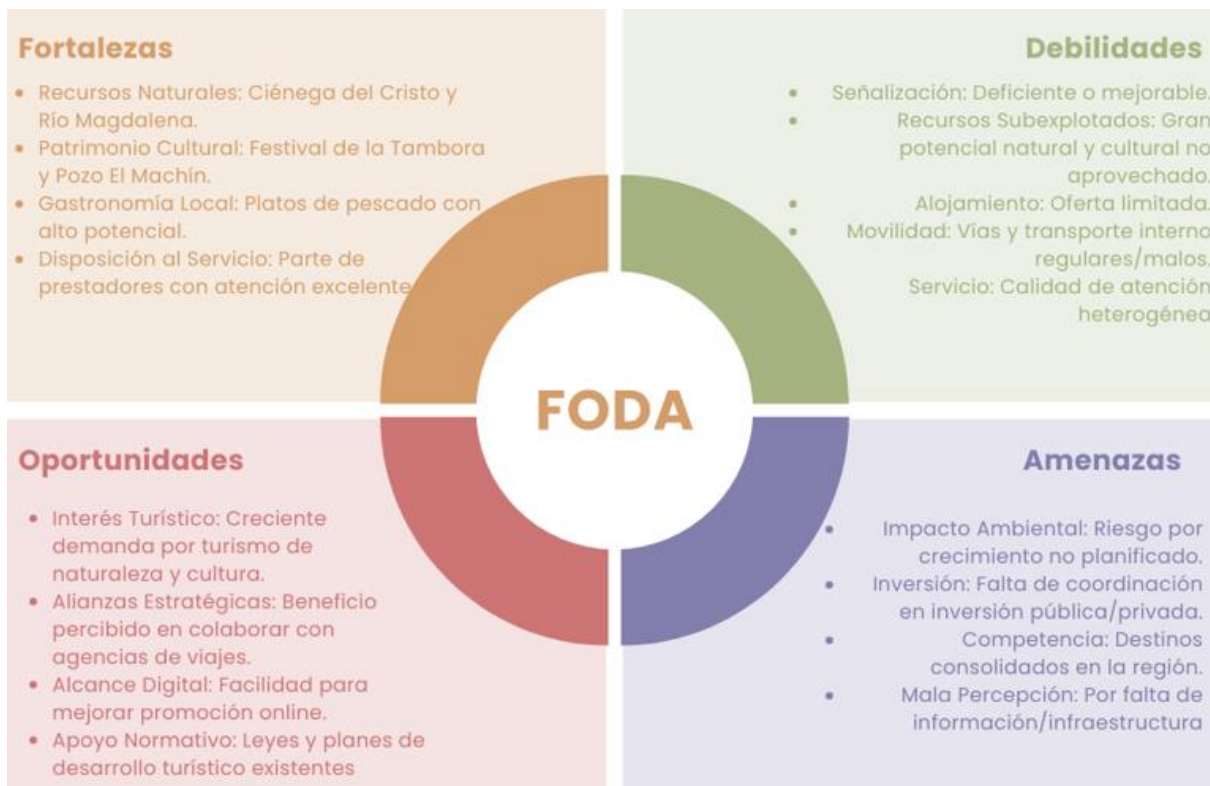 Fortalezas
• Recursos Naturales: Ciénega del Cristo y
Río Magdalena.
• Patrimonio Cultural: Festival de la Tambora
y Pozo El Machín.
• Gastronomía Local: Platos de pescado con
alto potencial.
• Disposición al Servicio: Parte de
prestadores con atención excelente
Debilidades
• Señalización: Deficiente o mejorable.
• Recursos Subexplotados: Gran
potencial natural y cultural no
aprovechado.
• Alojamiento: Oferta limitada.
• Movilidad: Vías y transporte interno
regulares/malos.
Servicio: Calidad de atención
heterogénea
FODA
Oportunidades
• Interés Turístico: Creciente
demanda por turismo de
naturaleza y cultura.
• Alianzas Estratégicas: Beneficio
percibido en colaborar con
agencias de viajes.
• Alcance Digital: Facilidad para
mejorar promoción online.
• Apoyo Normativo: Leyes y planes de
desarrollo turístico existentes
Amenazas
• Impacto Ambiental: Riesgo por
crecimiento no planificado.
• Inversión: Falta de coordinación
en inversión pública/privada.
• Competencia: Destinos
consolidados en la región.
• Mala Percepción: Por falta de
información/infraestructura